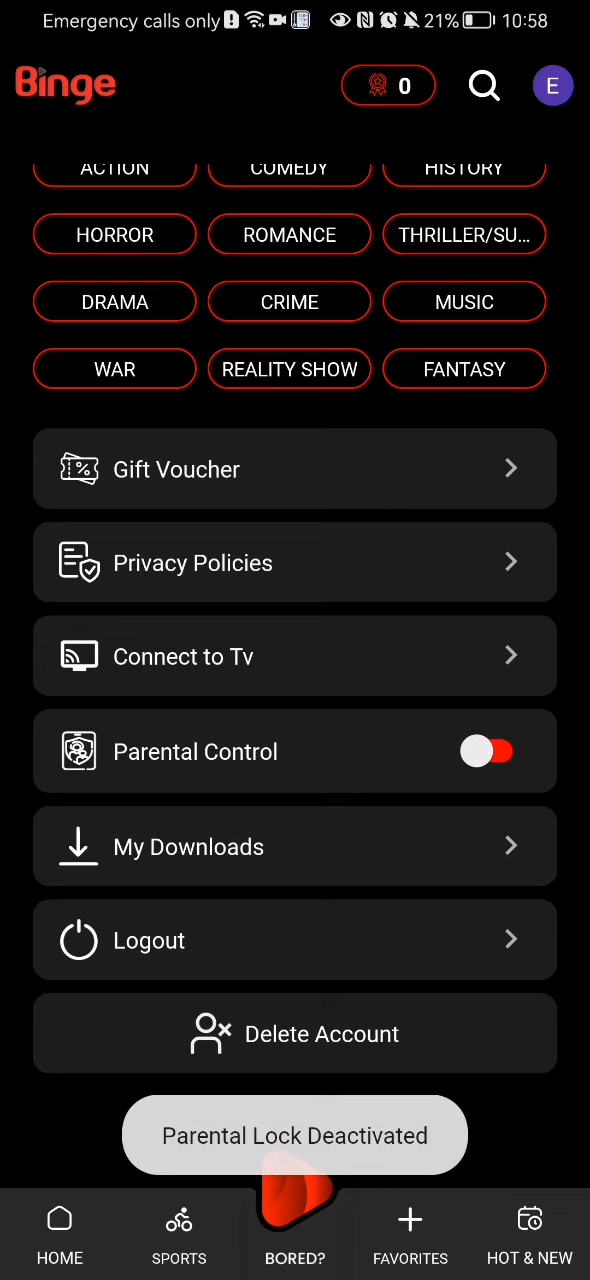 Emergency calls only 21% 10:58
Binge 0 E
ACTION COMEDY HISTORY
HORROR ROMANCE THRILLER/SU...
DRAMA CRIME MUSIC
WAR REALITY SHOW FANTASY
Gift Voucher
Privacy Policies
Connect to Tv
Parental Control
My Downloads
Logout
Delete Account
Parental Lock Deactivated
HOME SPORTS BORED? FAVORITES HOT & NEW